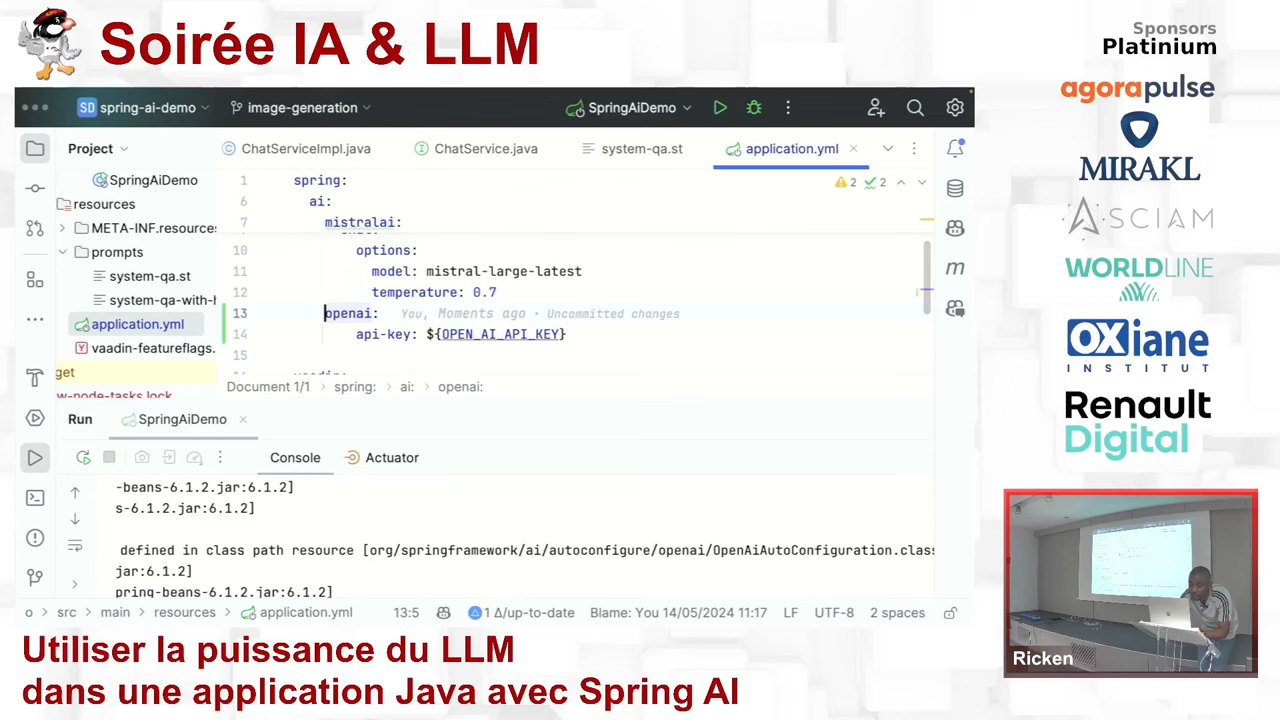 Soirée IA & LLM
Sponsors
Platinium
agorapulse
MIRAKL
ASCIAM
WORLDLINE
OXiane
INSTITUT
Renault
Digital
SD spring-ai-demo
image-generation
SpringAiDemo
Project
ChatServiceImpl.java
ChatService.java
system-qa.st
application.yml
SpringAiDemo
resources
META-INF.resources
prompts
system-qa.st
system-qa-with-h
application.yml
vaadin-featureflags.
get
w-node-tasks.lock
2 2
1 spring:
6 ai:
7 mistralai:
10 options:
11 model: mistral-large-latest
12 temperature: 0.7
13 openai: You, Moments ago • Uncommitted changes
14 api-key: ${OPEN_AI_API_KEY}
15
Document 1/1 spring: ai: openai:
Run SpringAiDemo
Console Actuator
-beans-6.1.2.jar:6.1.2]
s-6.1.2.jar:6.1.2]
defined in class path resource [org/springframework/ai/autoconfigure/openai/OpenAiAutoConfiguration.class
jar:6.1.2]
pring-beans-6.1.2.jar:6.1.2]
o src main resources application.yml 13:5 1 Δ/up-to-date Blame: You 14/05/2024 11:17 LF UTF-8 2 spaces
Ricken
Utiliser la puissance du LLM
dans une application Java avec Spring AI